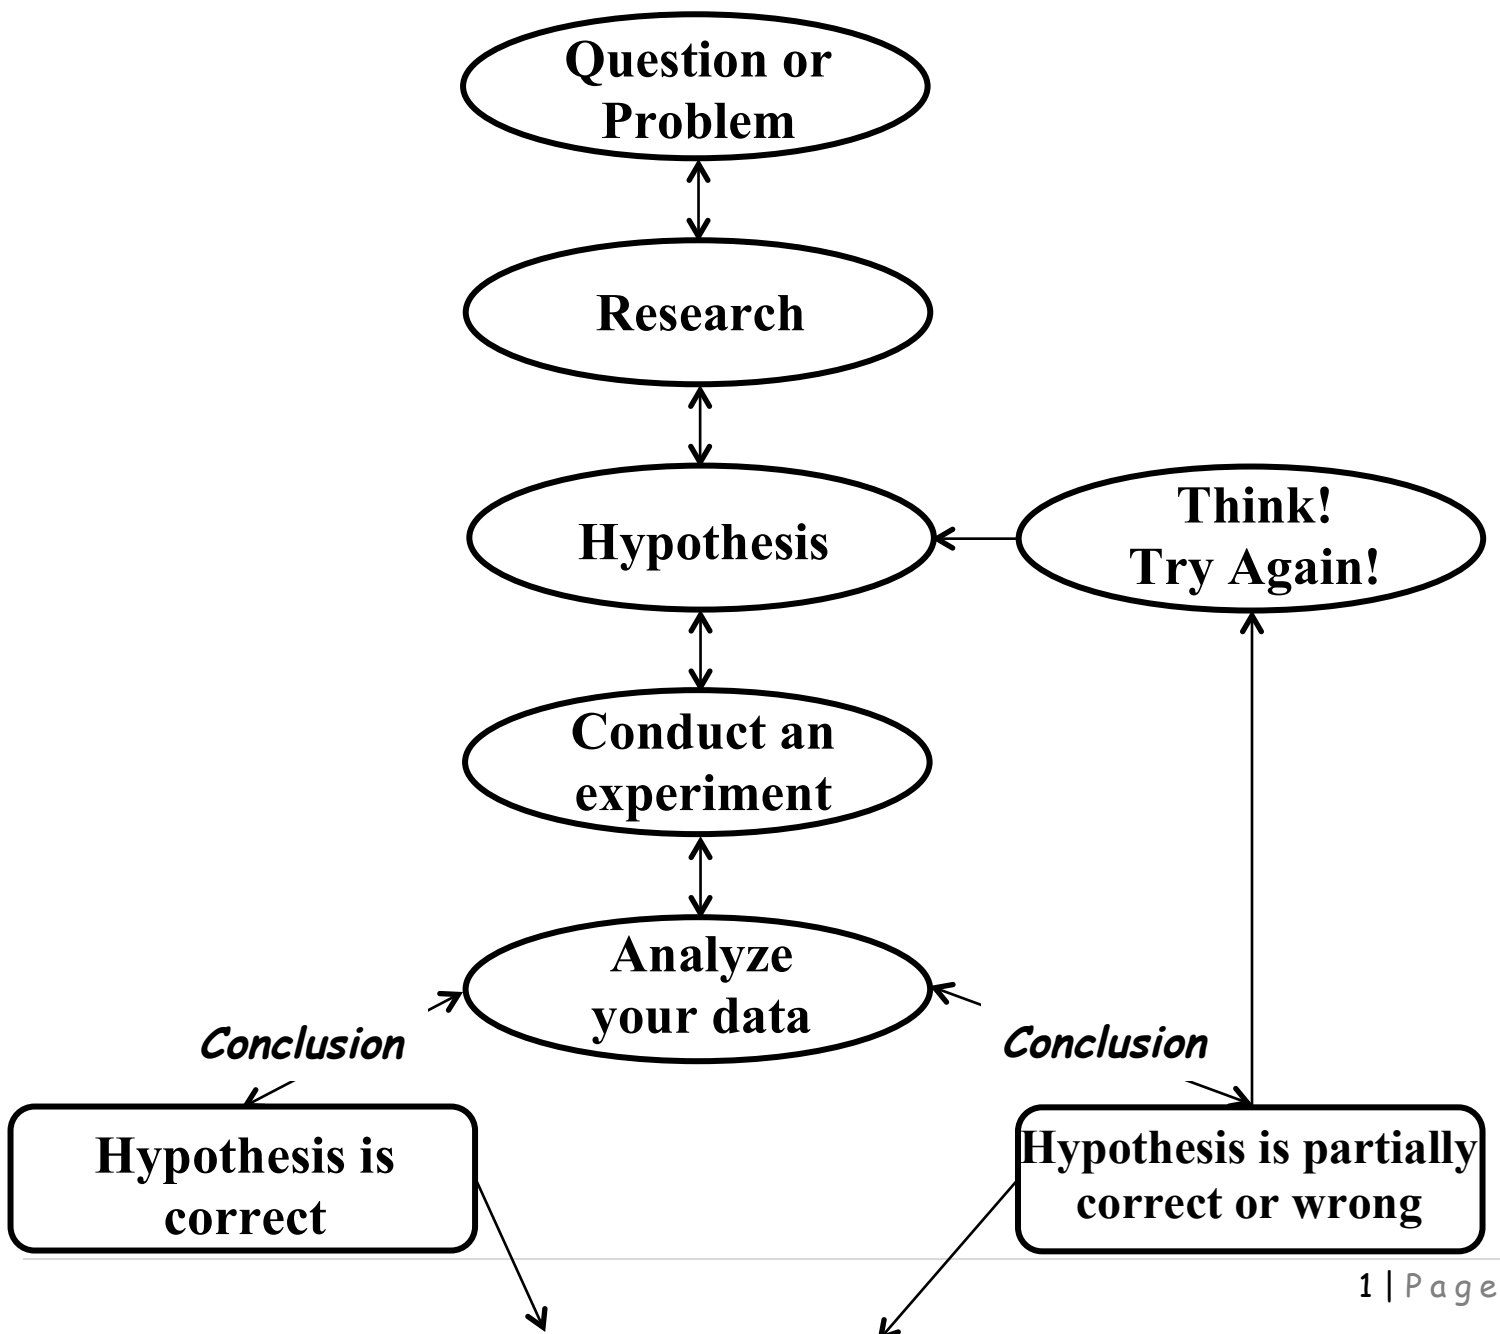 Question or
Problem
Research
Hypothesis
Think!
Try Again!
Conduct an
experiment
Analyze
your data
Conclusion
Conclusion
Hypothesis is
correct
Hypothesis is partially
correct or wrong
1 | Page